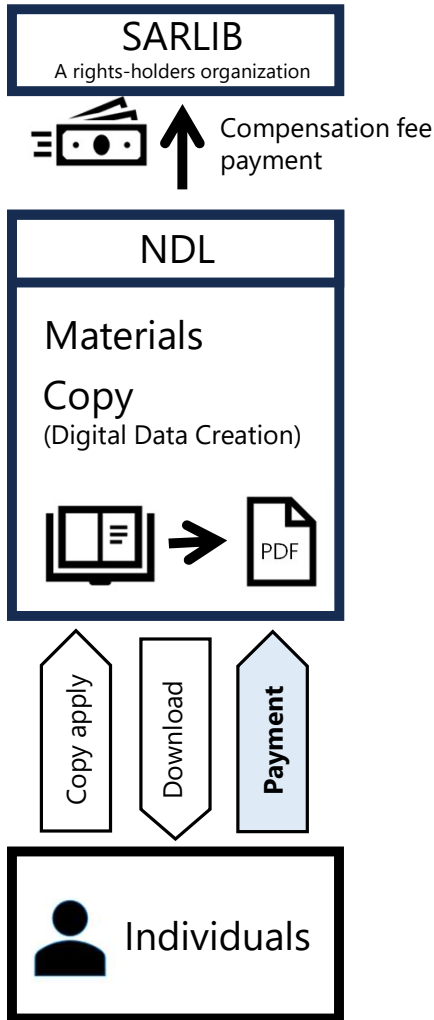 SARLIB
A rights-holders organization
Compensation fee
payment
NDL
Materials
Copy
(Digital Data Creation)
PDF
Copy apply
Download
Payment
Individuals